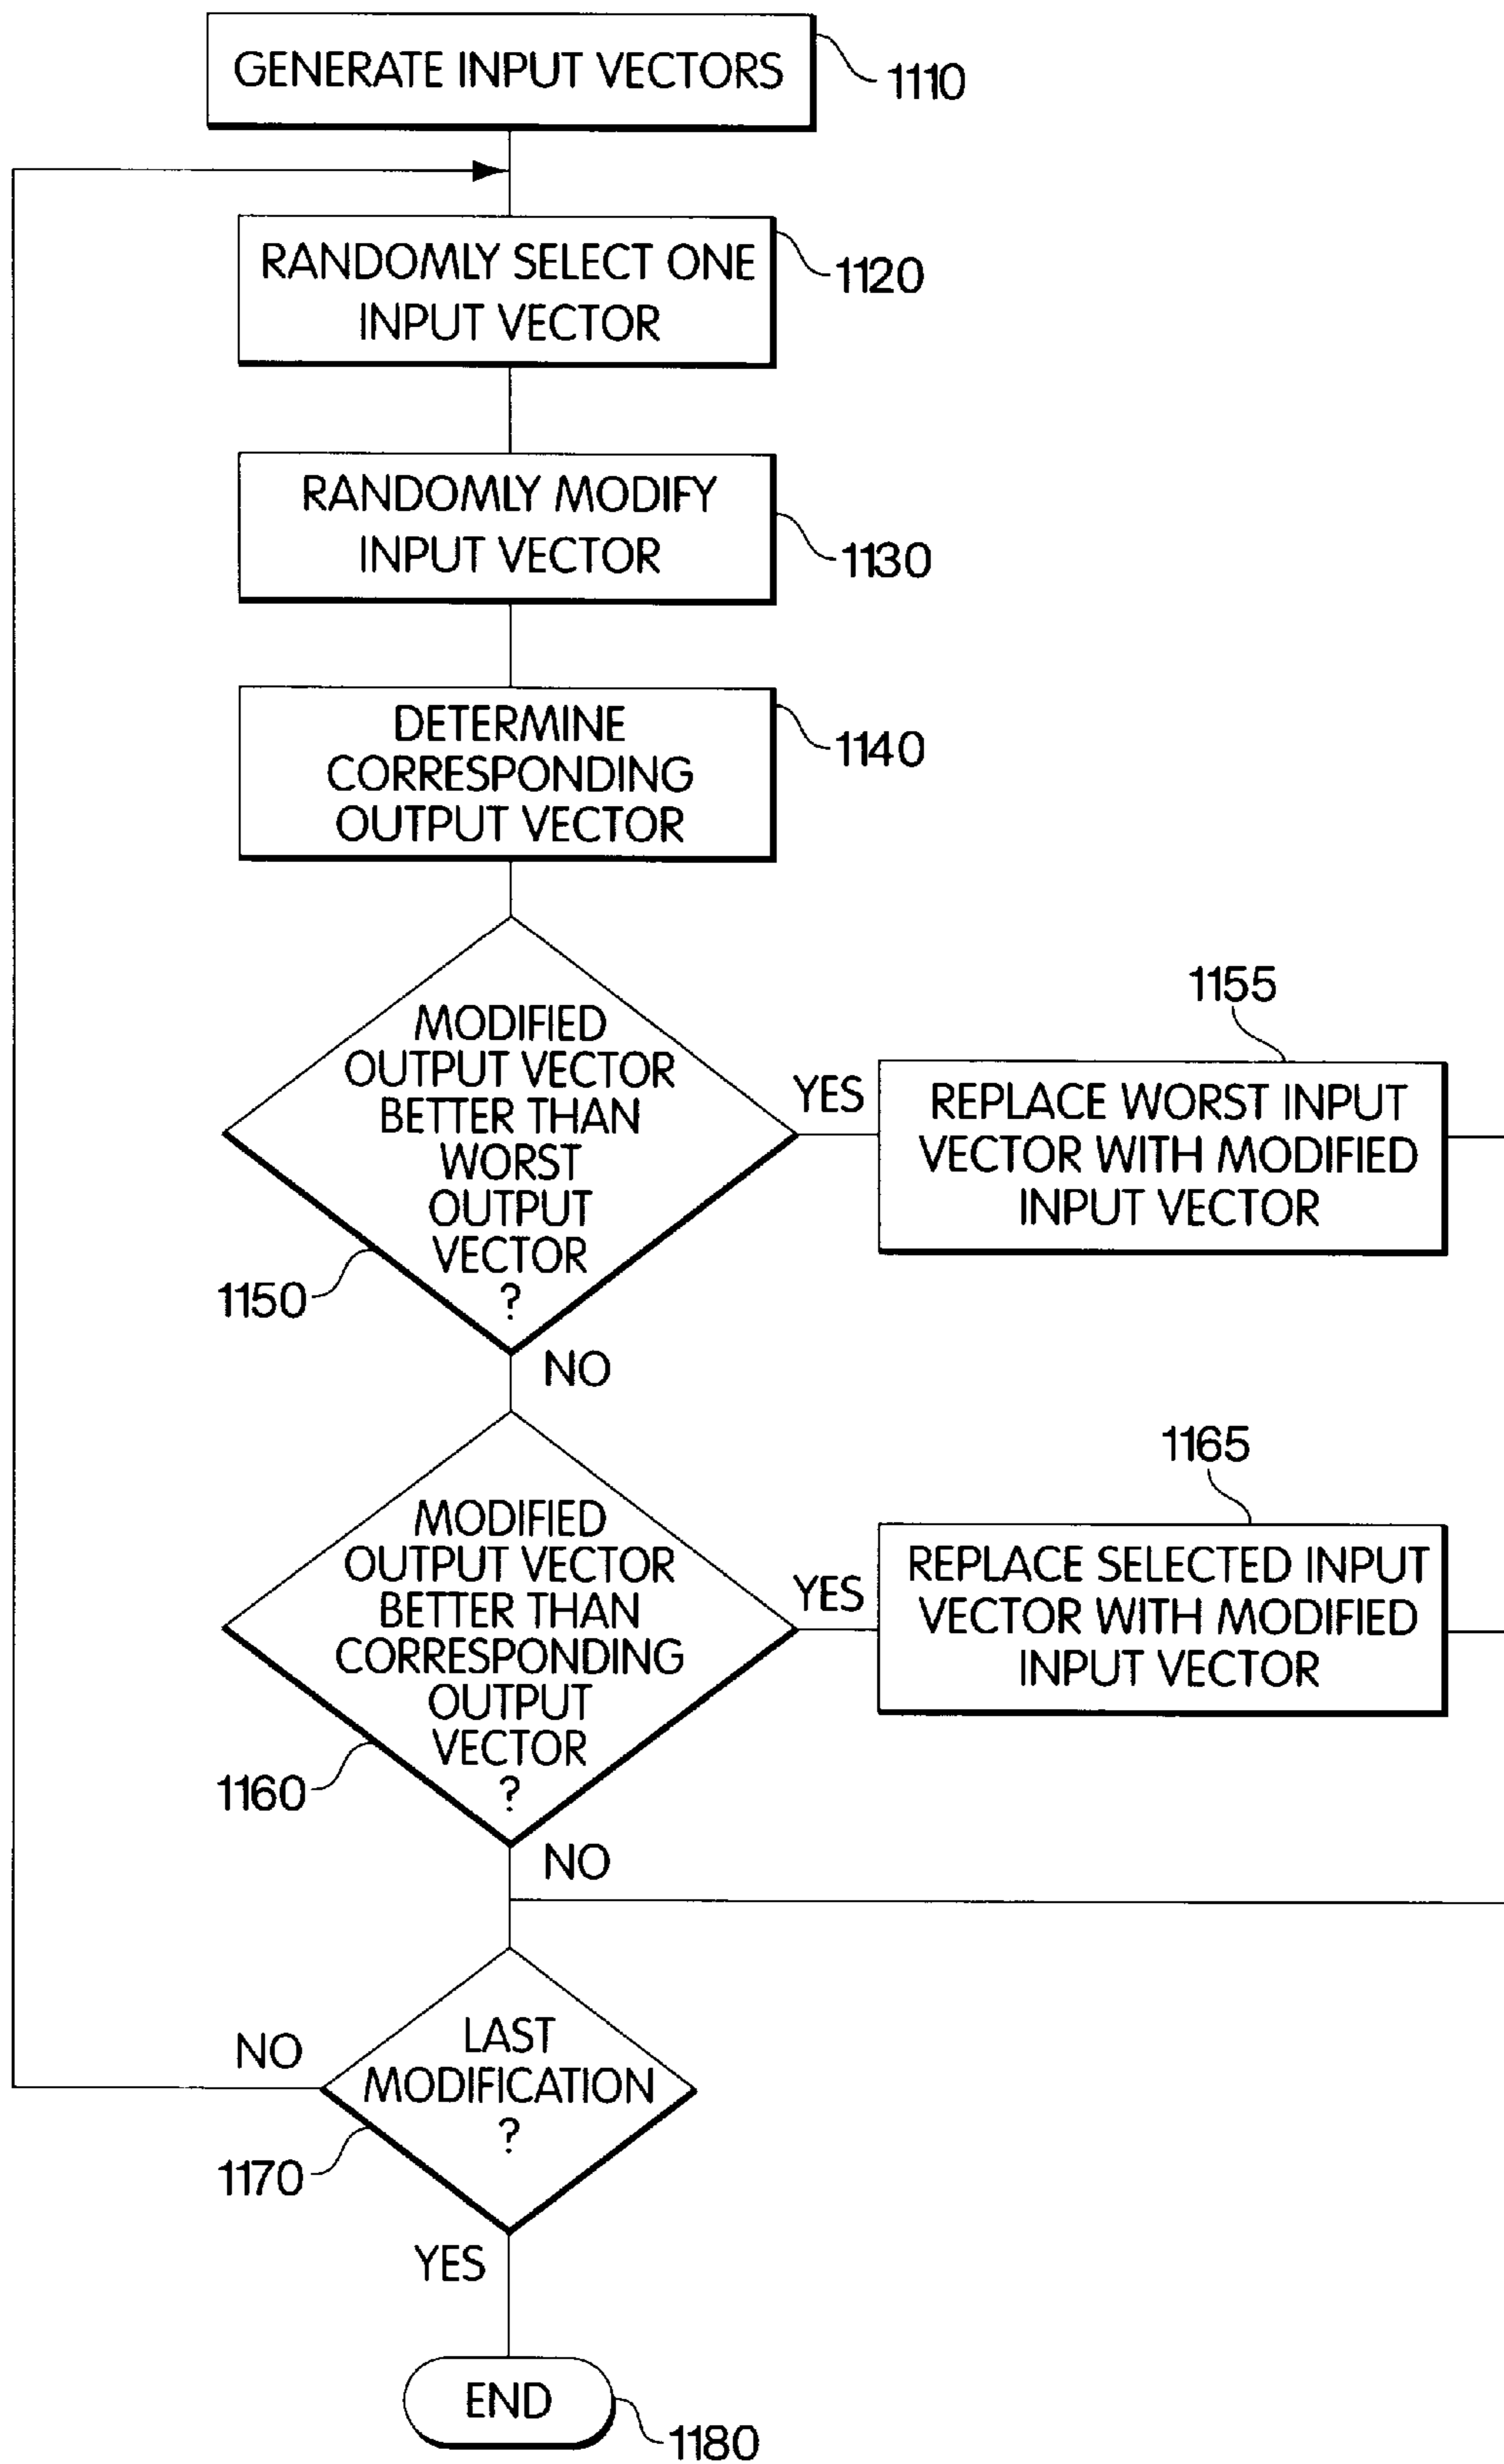 GENERATE INPUT VECTORS
1110
RANDOMLY SELECT ONE
INPUT VECTOR
1120
RANDOMLY MODIFY
INPUT VECTOR
1130
DETERMINE
CORRESPONDING
OUTPUT VECTOR
1140
MODIFIED
OUTPUT VECTOR
BETTER THAN
WORST
OUTPUT
VECTOR
?
1150
YES
NO
1155
REPLACE WORST INPUT
VECTOR WITH MODIFIED
INPUT VECTOR
MODIFIED
OUTPUT VECTOR
BETTER THAN
CORRESPONDING
OUTPUT
VECTOR
?
1160
YES
NO
1165
REPLACE SELECTED INPUT
VECTOR WITH MODIFIED
INPUT VECTOR
LAST
MODIFICATION
?
1170
NO
YES
END
1180